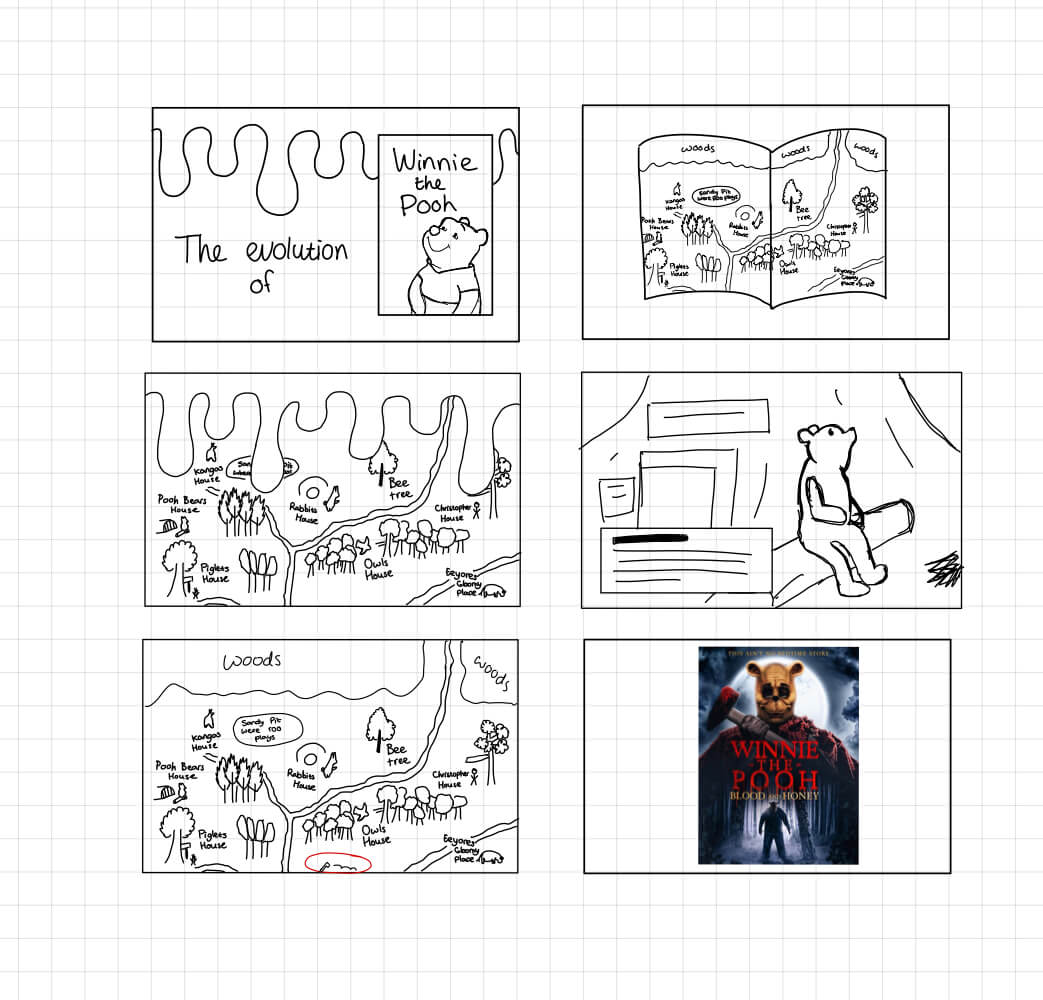 Winnie
the
Pooh
The evolution
of
woods
woods
woods
Kangas
House
Sandy Pit
were roo plays
Bee
tree
Rabbits
House
Pooh Bears
House
Christopher
House
Piglets
House
Owls
House
Eeyores
Gloomy
Place
Kangas
House
Pooh Bears
House
Rabbits
House
Bee
tree
Christopher
House
Piglets
House
Owls
House
Eeyores
Gloomy
Place
woods
woods
Kangas
House
Sandy Pit
were roo
plays
Bee
tree
Rabbits
House
Pooh Bears
House
Christopher
House
Piglets
House
Owls
House
Eeyores
Gloomy
Place
THIS AIN'T NO BEDTIME STORY
WINNIE
THE
POOH
BLOOD AND HONEY